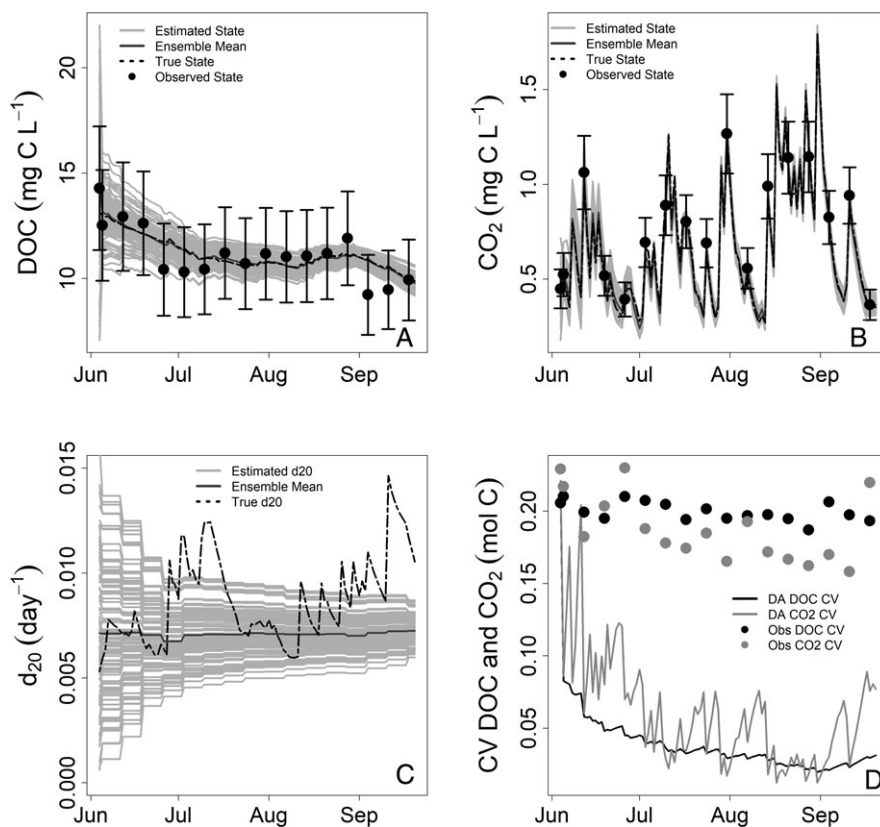 Estimated State
Ensemble Mean
True State
Observed State
DOC (mg C L⁻¹)
20
15
10
Jun
Jul
Aug
Sep
A
Estimated State
Ensemble Mean
True State
Observed State
CO₂ (mg C L⁻¹)
1.5
1.0
0.5
Jun
Jul
Aug
Sep
B
Estimated d20
Ensemble Mean
True d20
d₂₀ (day⁻¹)
0.015
0.010
0.005
0.000
Jun
Jul
Aug
Sep
C
DA DOC CV
DA CO2 CV
Obs DOC CV
Obs CO2 CV
CV DOC and CO₂ (mol C)
0.20
0.15
0.10
0.05
Jun
Jul
Aug
Sep
D